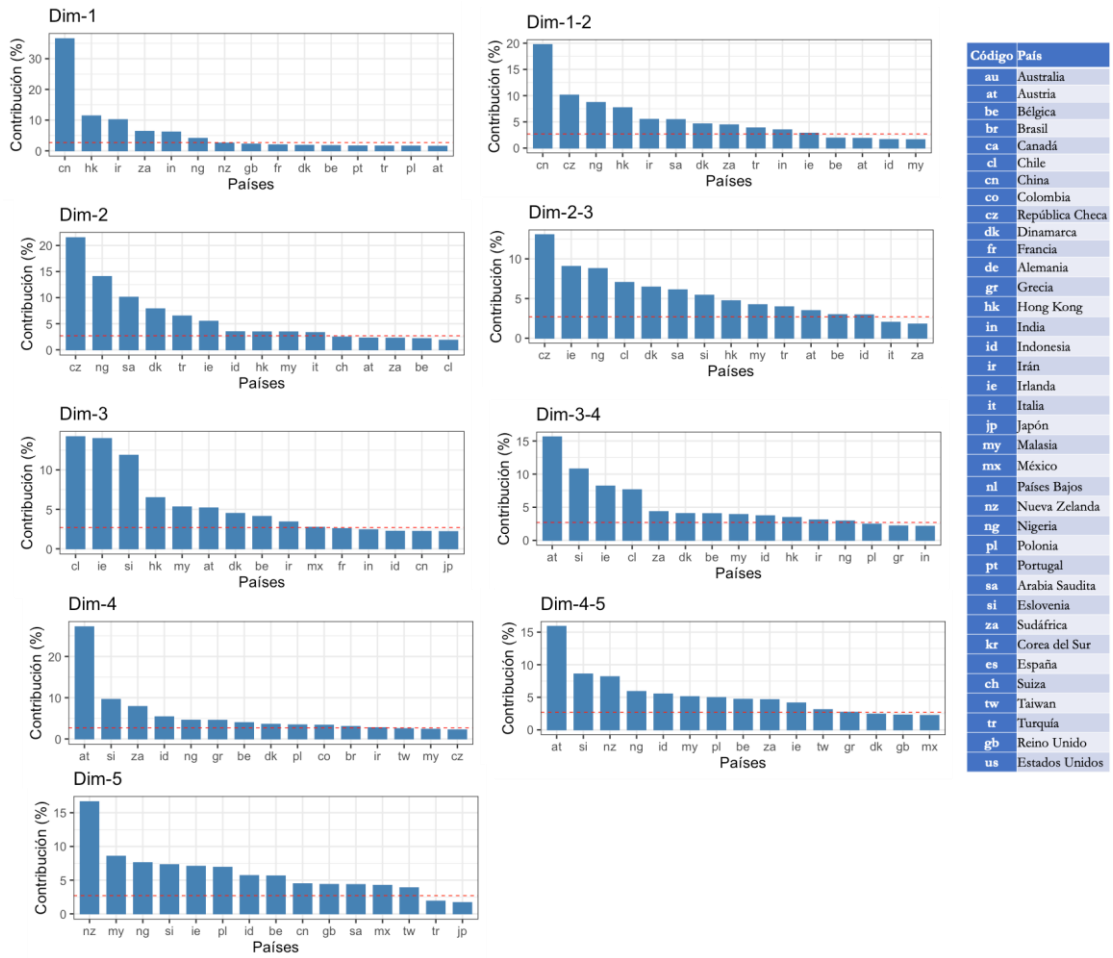 Dim-1
Contribución (%)
30
20
10
0
cn hk ir za in ng nz gb fr dk be pt tr pl at
Países
Dim-1-2
Contribución (%)
20
15
10
5
0
cn cz ng hk ir sa dk za tr in ie be at id my
Países
Dim-2
Contribución (%)
20
15
10
5
0
cz ng sa dk tr ie id hk my it ch at za be cl
Países
Dim-2-3
Contribución (%)
10
5
0
cz ie ng cl dk sa si hk my tr at be id it za
Países
Dim-3
Contribución (%)
10
5
0
cl ie si hk my at dk be ir mx fr in id cn jp
Países
Dim-3-4
Contribución (%)
15
10
5
0
at si ie cl za dk be my id hk ir ng pl gr in
Países
Dim-4
Contribución (%)
20
10
0
at si za id ng gr be dk pl co br ir tw my cz
Países
Dim-4-5
Contribución (%)
15
10
5
0
at si nz ng id my pl be za ie tw gr dk gb mx
Países
Dim-5
Contribución (%)
15
10
5
0
nz my ng si ie pl id be cn gb sa mx tw tr jp
Países
Código País
au Australia
at Austria
be Bélgica
br Brasil
ca Canadá
cl Chile
cn China
co Colombia
cz República Checa
dk Dinamarca
fr Francia
de Alemania
gr Grecia
hk Hong Kong
in India
id Indonesia
ir Irán
ie Irlanda
it Italia
jp Japón
my Malasia
mx México
nl Países Bajos
nz Nueva Zelanda
ng Nigeria
pl Polonia
pt Portugal
sa Arabia Saudita
si Eslovenia
za Sudáfrica
kr Corea del Sur
es España
ch Suiza
tw Taiwan
tr Turquía
gb Reino Unido
us Estados Unidos